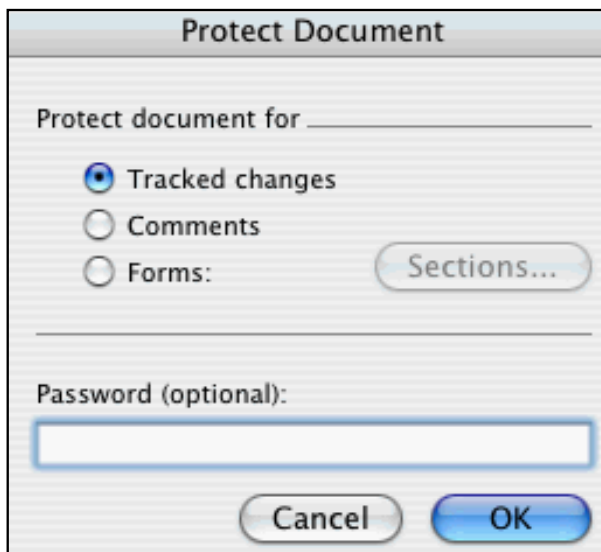 Protect Document
Protect document for
Tracked changes
Comments
Forms: Sections...
Password (optional):
Cancel OK